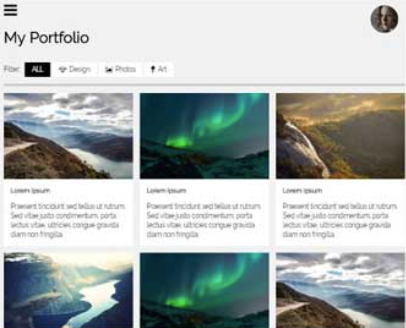 My Portfolio
Filter: ALL Design Photos Art
Lorem Ipsum
Praesent tincidunt sed tellus ut rutrum.
Sed vitae justo condimentum, porta
lectus vitae, ultricies congue gravida
diam non fringilla.
Lorem Ipsum
Praesent tincidunt sed tellus ut rutrum.
Sed vitae justo condimentum, porta
lectus vitae, ultricies congue gravida
diam non fringilla.
Lorem Ipsum
Praesent tincidunt sed tellus ut rutrum.
Sed vitae justo condimentum, porta
lectus vitae, ultricies congue gravida
diam non fringilla.